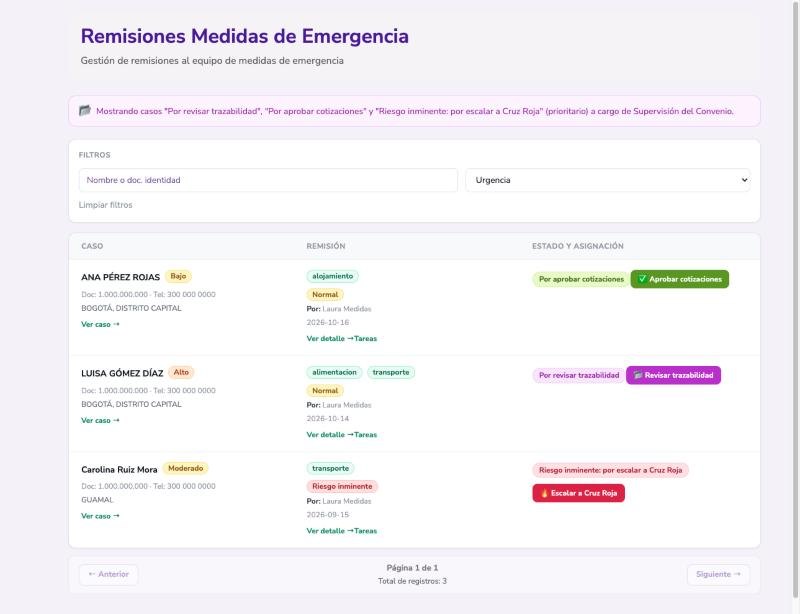 Remisiones Medidas de Emergencia
Gestión de remisiones al equipo de medidas de emergencia
Mostrando casos "Por revisar trazabilidad", "Por aprobar cotizaciones" y "Riesgo inminente: por escalar a Cruz Roja" (prioritario) a cargo de Supervisión del Convenio.
FILTROS
Nombre o doc. identidad
Urgencia
Limpiar filtros
CASO REMISIÓN ESTADO Y ASIGNACIÓN
ANA PÉREZ ROJAS Bajo
Doc: 1.000.000.000 · Tel: 300 000 0000
BOGOTÁ, DISTRITO CAPITAL
Ver caso →
alojamiento
Normal
Por: Laura Medidas
2026-10-16
Ver detalle →Tareas
Por aprobar cotizaciones ✅ Aprobar cotizaciones
LUISA GÓMEZ DÍAZ Alto
Doc: 1.000.000.000 · Tel: 300 000 0000
BOGOTÁ, DISTRITO CAPITAL
Ver caso →
alimentacion transporte
Normal
Por: Laura Medidas
2026-10-14
Ver detalle →Tareas
Por revisar trazabilidad Revisar trazabilidad
Carolina Ruiz Mora Moderado
Doc: 1.000.000.000 · Tel: 300 000 0000
GUAMAL
Ver caso →
transporte
Riesgo inminente
Por: Laura Medidas
2026-09-15
Ver detalle →Tareas
Riesgo inminente: por escalar a Cruz Roja
🔥 Escalar a Cruz Roja
← Anterior
Página 1 de 1
Total de registros: 3
Siguiente →